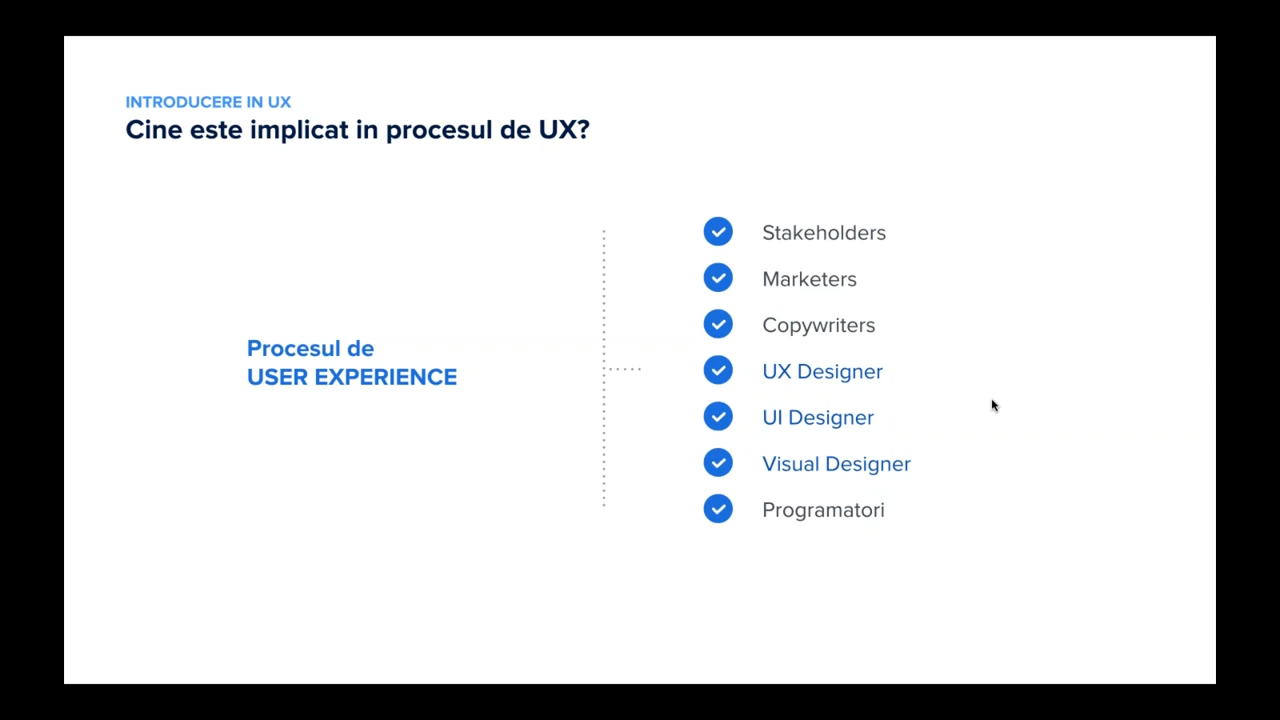 INTRODUCERE IN UX
Cine este implicat in procesul de UX?
Procesul de
USER EXPERIENCE
Stakeholders
Marketers
Copywriters
UX Designer
UI Designer
Visual Designer
Programatori